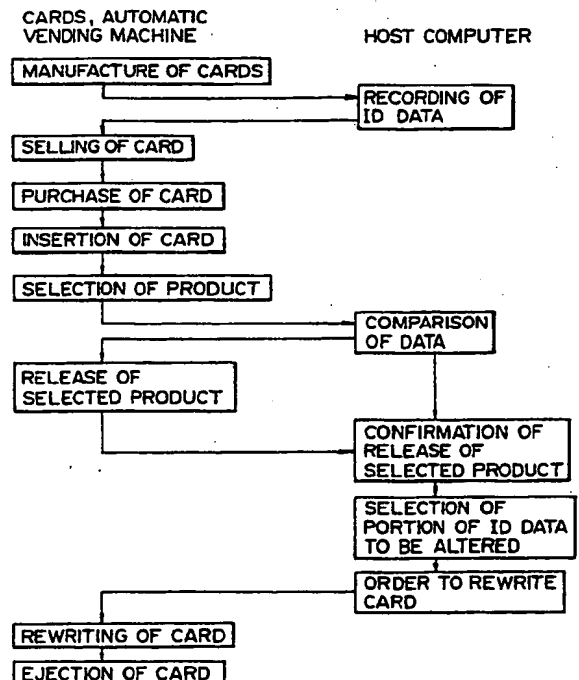 CARDS, AUTOMATIC
VENDING MACHINE
HOST COMPUTER
MANUFACTURE OF CARDS
RECORDING OF
ID DATA
SELLING OF CARD
PURCHASE OF CARD
INSERTION OF CARD
SELECTION OF PRODUCT
COMPARISON
OF DATA
RELEASE OF
SELECTED PRODUCT
CONFIRMATION OF
RELEASE OF
SELECTED PRODUCT
SELECTION OF
PORTION OF ID DATA
TO BE ALTERED
ORDER TO REWRITE
CARD
REWRITING OF CARD
EJECTION OF CARD